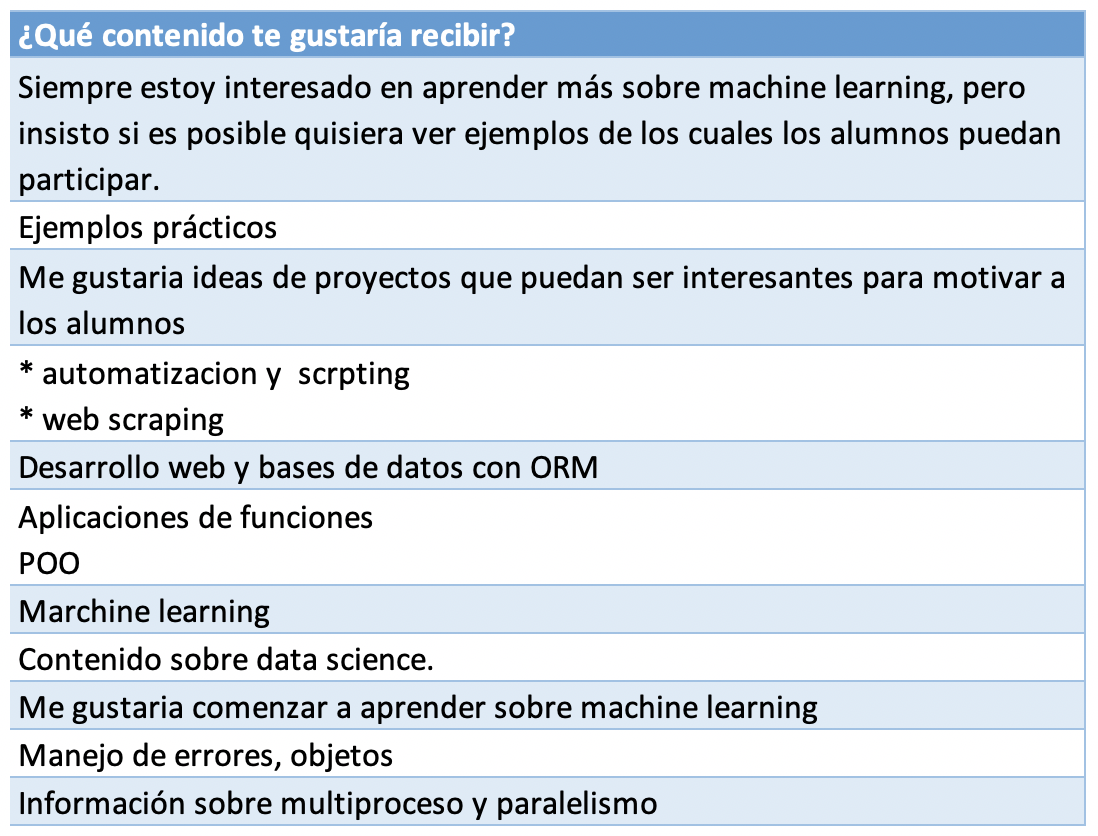 ¿Qué contenido te gustaría recibir?
Siempre estoy interesado en aprender más sobre machine learning, pero
insisto si es posible quisiera ver ejemplos de los cuales los alumnos puedan
participar.
Ejemplos prácticos
Me gustaria ideas de proyectos que puedan ser interesantes para motivar a
los alumnos
* automatizacion y  scrpting
* web scraping
Desarrollo web y bases de datos con ORM
Aplicaciones de funciones
POO
Marchine learning
Contenido sobre data science.
Me gustaria comenzar a aprender sobre machine learning
Manejo de errores, objetos
Información sobre multiproceso y paralelismo